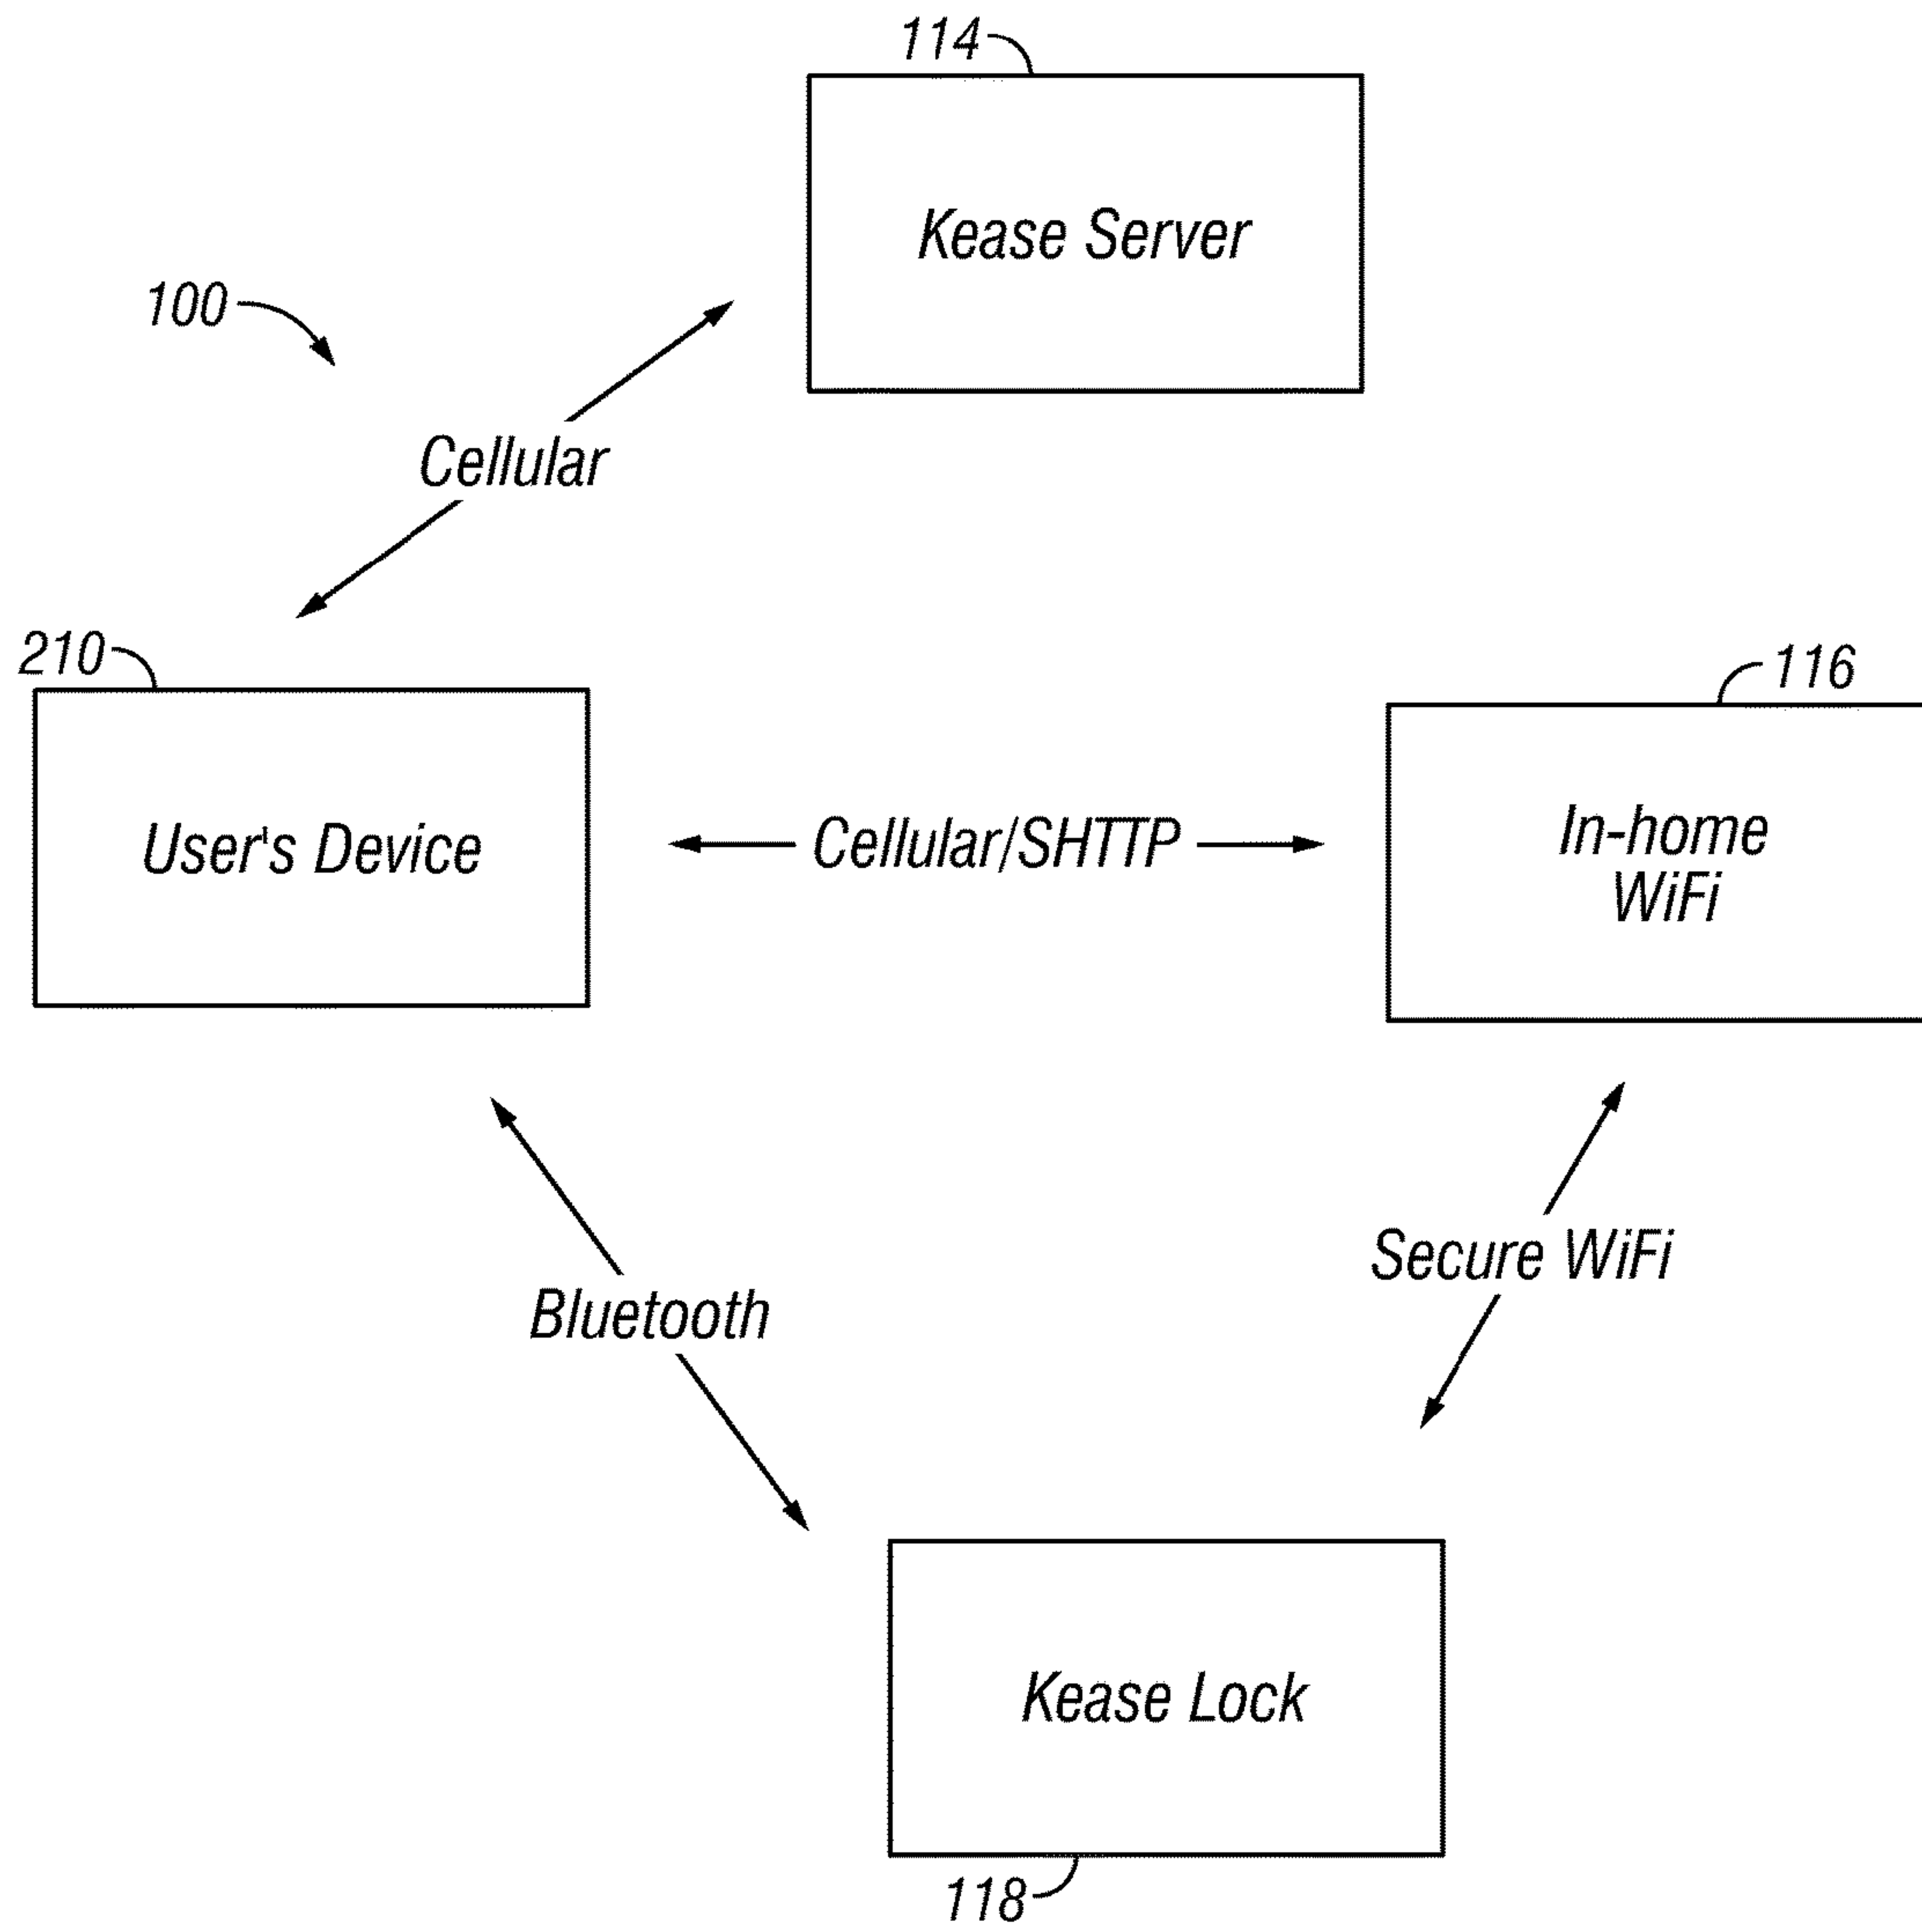 114
Kease Server
100
Cellular
210
116
User's Device
Cellular/SHTTP
In-home
WiFi
Secure WiFi
Bluetooth
Kease Lock
118